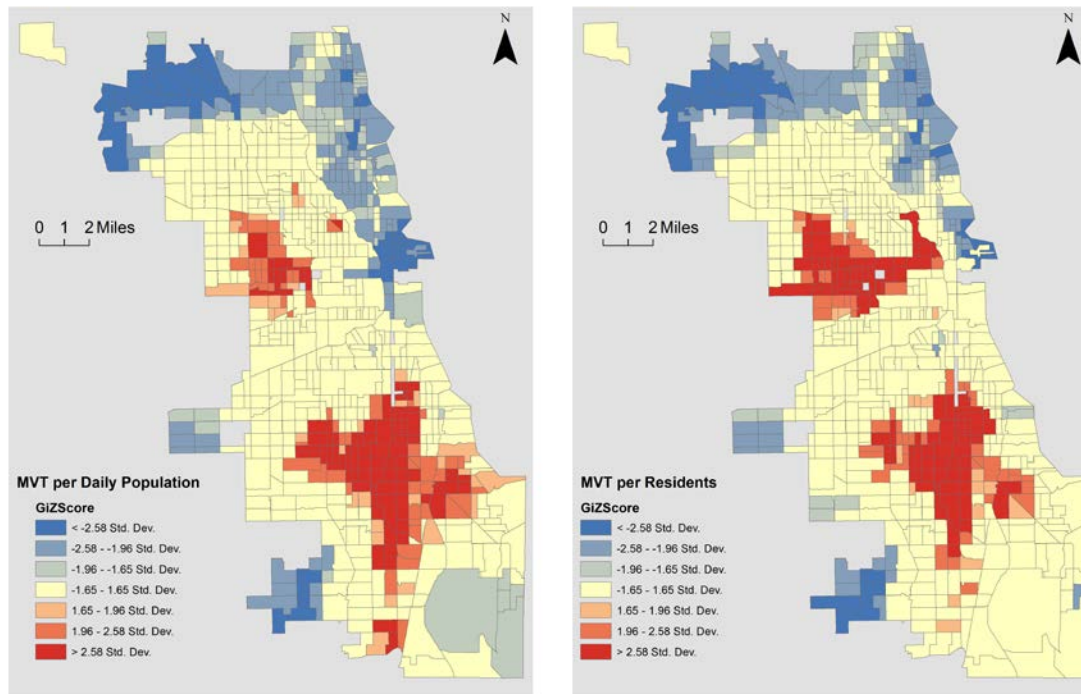 N
0 1 2 Miles
MVT per Daily Population
GiZScore
< -2.58 Std. Dev.
-2.58 - -1.96 Std. Dev.
-1.96 - -1.65 Std. Dev.
-1.65 - 1.65 Std. Dev.
1.65 - 1.96 Std. Dev.
1.96 - 2.58 Std. Dev.
> 2.58 Std. Dev.
N
0 1 2 Miles
MVT per Residents
GiZScore
< -2.58 Std. Dev.
-2.58 - -1.96 Std. Dev.
-1.96 - -1.65 Std. Dev.
-1.65 - 1.65 Std. Dev.
1.65 - 1.96 Std. Dev.
1.96 - 2.58 Std. Dev.
> 2.58 Std. Dev.